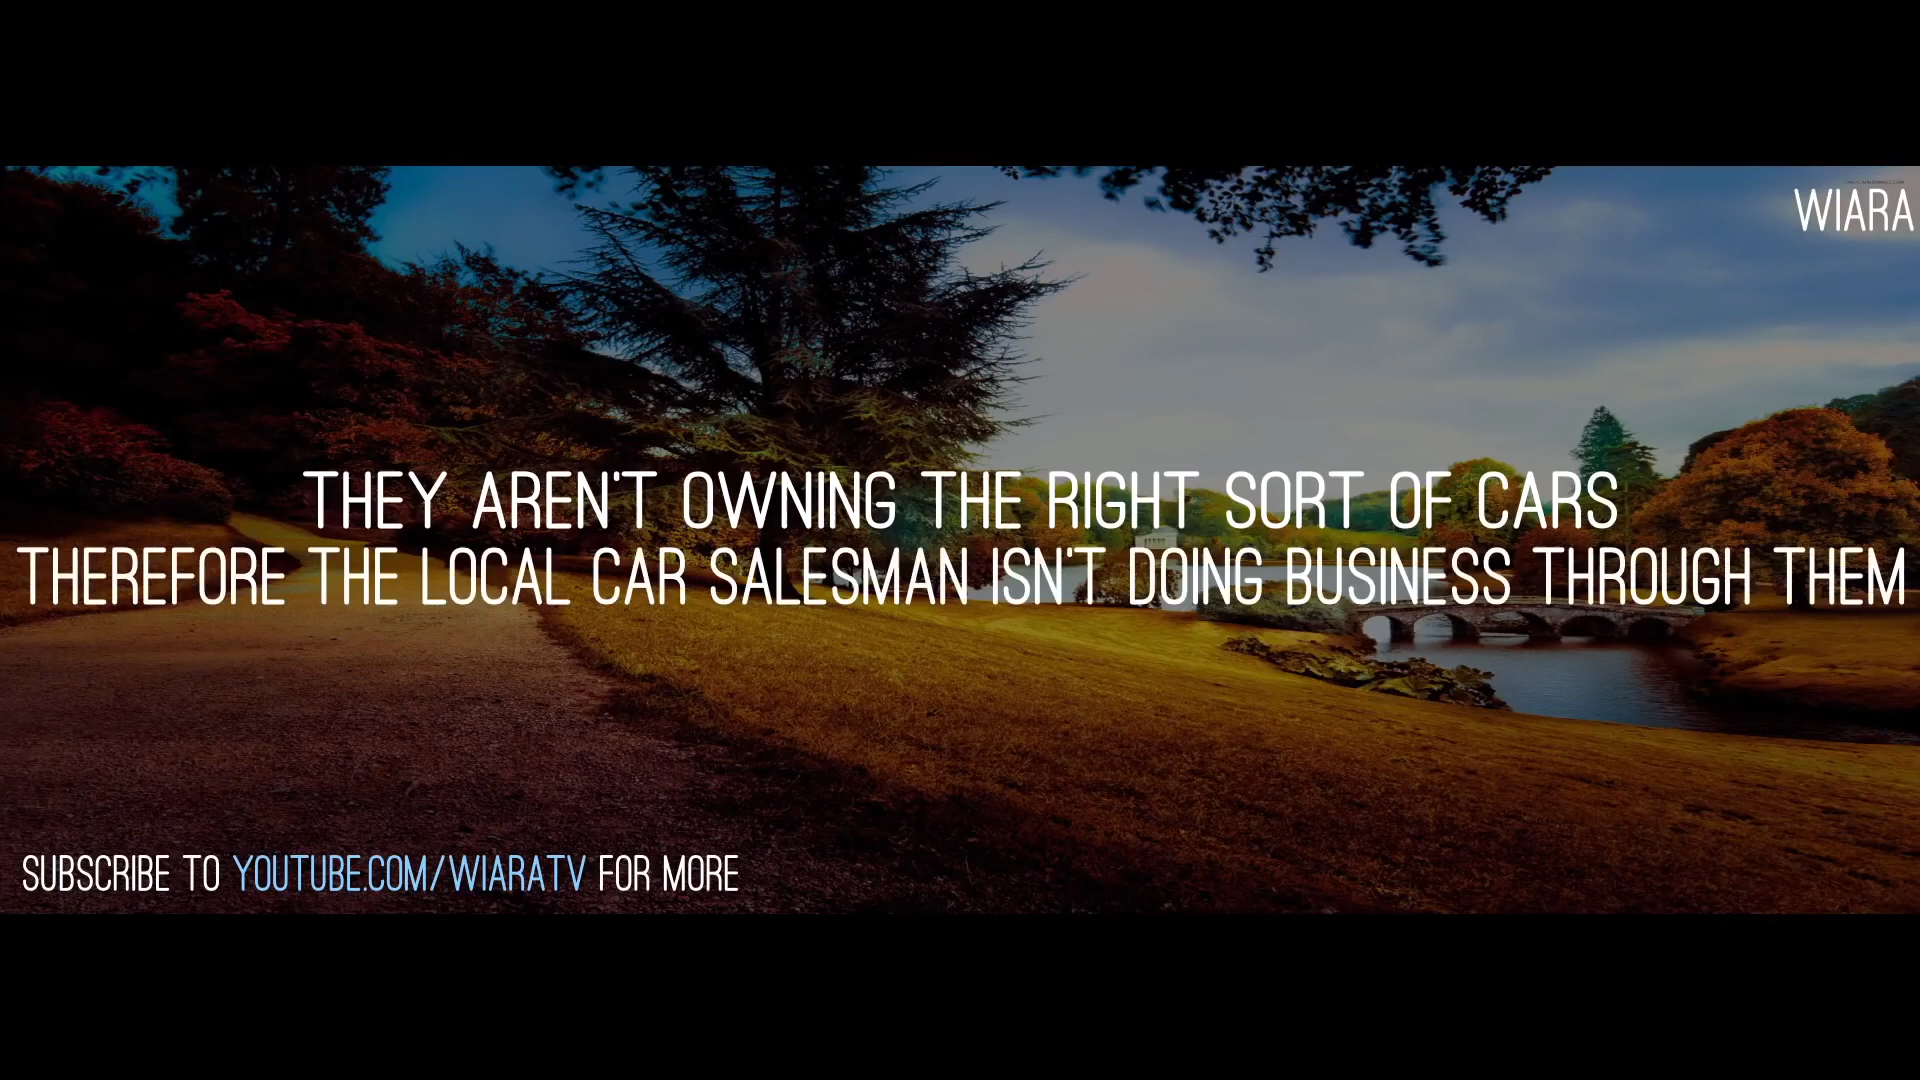 WIARA
THEY AREN'T OWNING THE RIGHT SORT OF CARS
THEREFORE THE LOCAL CAR SALESMAN ISN'T DOING BUSINESS THROUGH THEM
SUBSCRIBE TO YOUTUBE.COM/WIARATV FOR MORE